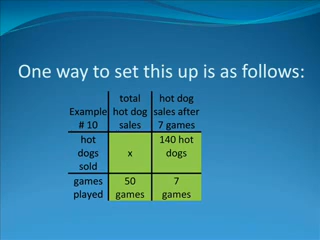 One way to set this up is as follows:
Example # 10
total hot dog sales
hot dog sales after 7 games
hot dogs sold
x
140 hot dogs
games played
50 games
7 games